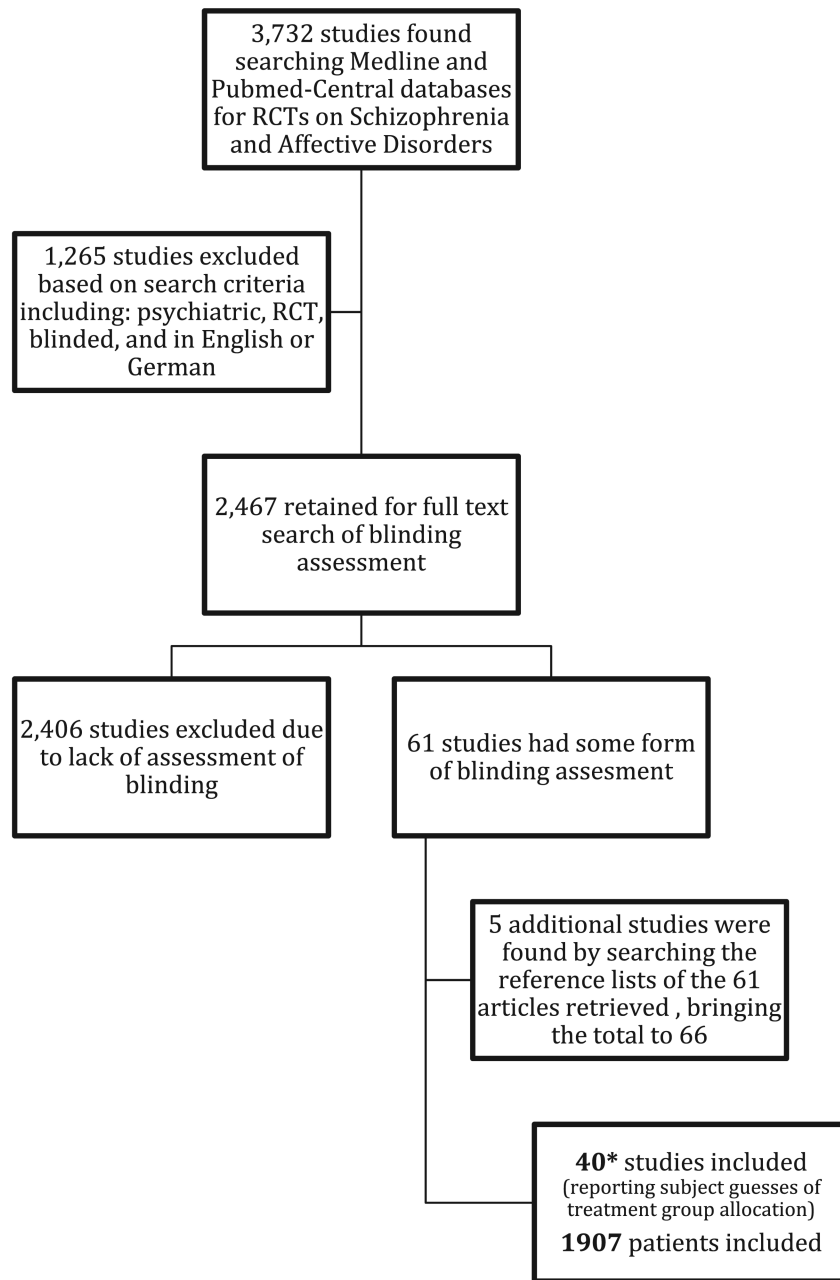 3,732 studies found
searching Medline and
Pubmed-Central databases
for RCTs on Schizophrenia
and Affective Disorders
1,265 studies excluded
based on search criteria
including: psychiatric, RCT,
blinded, and in English or
German
2,467 retained for full text
search of blinding
assessment
2,406 studies excluded due
to lack of assessment of
blinding
61 studies had some form
of blinding assesment
5 additional studies were
found by searching the
reference lists of the 61
articles retrieved , bringing
the total to 66
40* studies included
(reporting subject guesses of
treatment group allocation)
1907 patients included